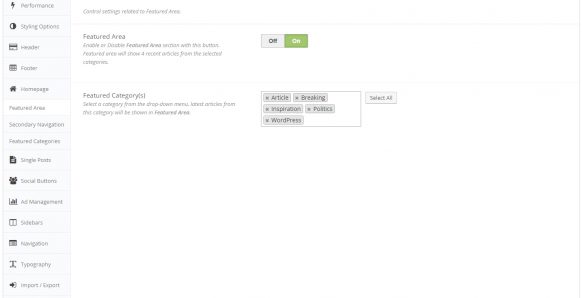 Performance
Styling Options
Header
Footer
Homepage
Featured Area
Secondary Navigation
Featured Categories
Single Posts
Social Buttons
Ad Management
Sidebars
Navigation
Typography
Import / Export
Control settings related to Featured Area.
Featured Area
Enable or Disable Featured Area section with this button.
Featured area will show 4 recent articles from the selected
categories.
Off On
Featured Category(s)
Select a category from the drop-down menu, latest articles from
this category will be shown in Featured Area.
× Article × Breaking
× Inspiration × Politics
× WordPress
Select All